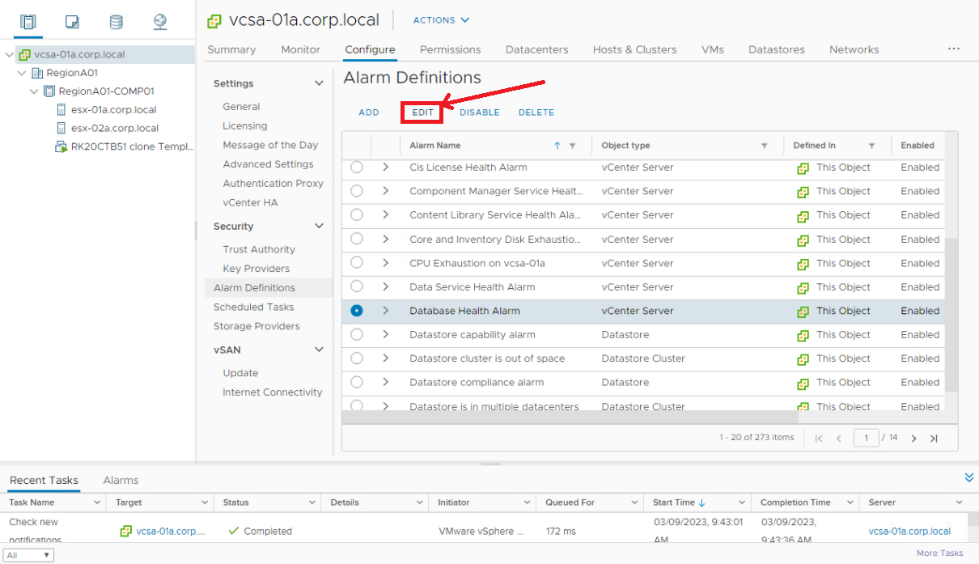 vcsa-01a.corp.local
ACTIONS
Summary Monitor Configure Permissions Datacenters Hosts & Clusters VMs Datastores Networks ...
vcsa-01a.corp.local
RegionA01
RegionA01-COMP01
esx-01a.corp.local
esx-02a.corp.local
RK20CTB51 clone Templ...
Settings
General
Licensing
Message of the Day
Advanced Settings
Authentication Proxy
vCenter HA
Security
Trust Authority
Key Providers
Alarm Definitions
Scheduled Tasks
Storage Providers
vSAN
Update
Internet Connectivity
Alarm Definitions
ADD EDIT DISABLE DELETE
Alarm Name Object type Defined In Enabled
Cis License Health Alarm vCenter Server This Object Enabled
Component Manager Service Healt... vCenter Server This Object Enabled
Content Library Service Health Ala... vCenter Server This Object Enabled
Core and Inventory Disk Exhaustio... vCenter Server This Object Enabled
CPU Exhaustion on vcsa-01a vCenter Server This Object Enabled
Data Service Health Alarm vCenter Server This Object Enabled
Database Health Alarm vCenter Server This Object Enabled
Datastore capability alarm Datastore This Object Enabled
Datastore cluster is out of space Datastore Cluster This Object Enabled
Datastore compliance alarm Datastore This Object Enabled
Datastore is in multiple datacenters Datastore Cluster This Object Enabled
1 - 20 of 273 items 1 / 14
Recent Tasks Alarms
Task Name Target Status Details Initiator Queued For Start Time Completion Time Server
Check new notifications vcsa-01a.corp.... Completed VMware vSphere ... 172 ms 03/09/2023, 9:43:01 AM 03/09/2023, 9:43:36 AM vcsa-01a.corp.local
All More Tasks